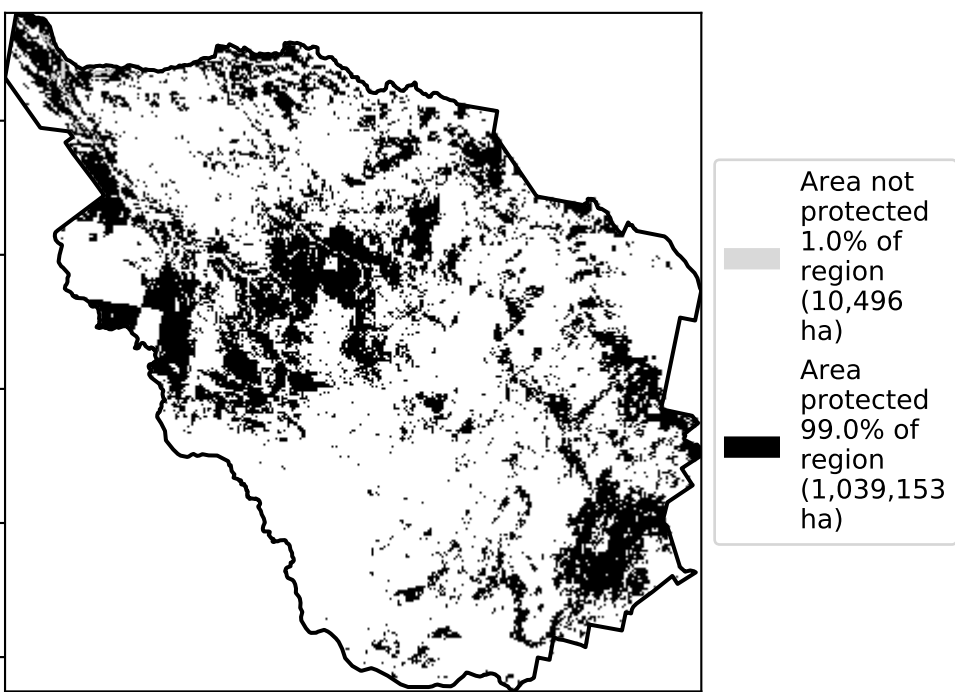 Area not
protected
1.0% of
region
(10,496
ha)
Area
protected
99.0% of
region
(1,039,153
ha)